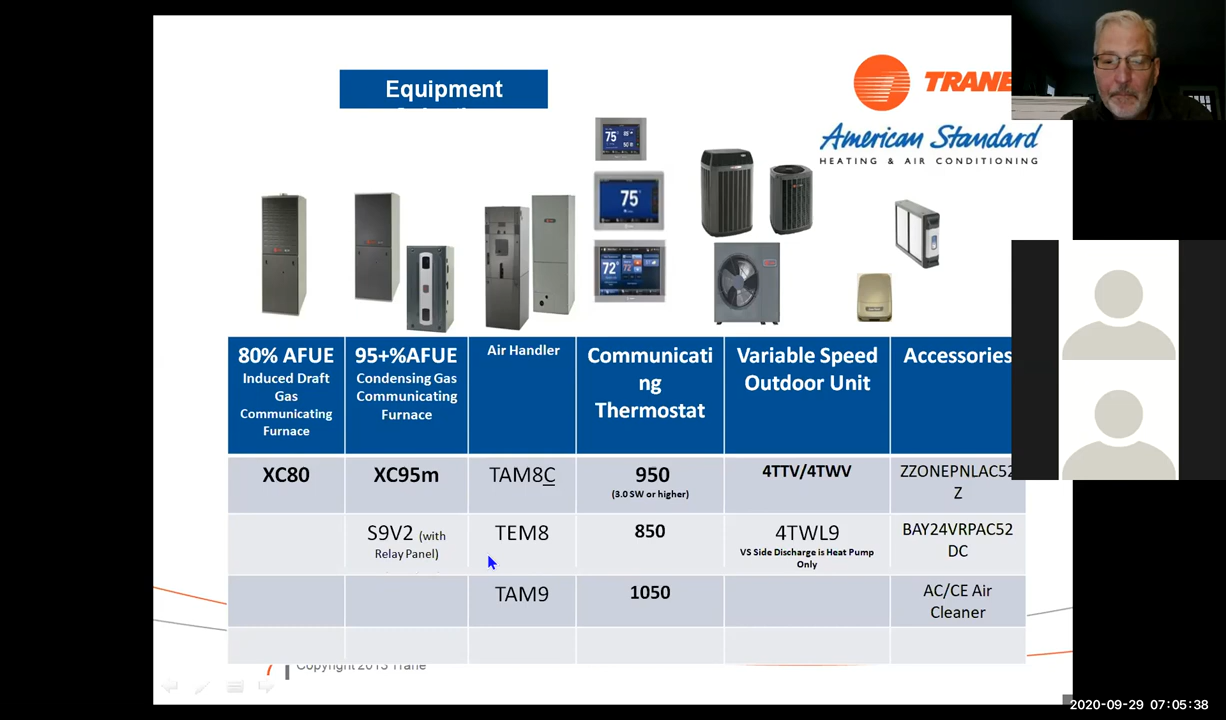 Equipment
TRANE
American Standard
HEATING & AIR CONDITIONING
75°
75°
72°
80% AFUE
Induced Draft
Gas
Communicating
Furnace
95+%AFUE
Condensing Gas
Communicating
Furnace
Air Handler
Communicati
ng
Thermostat
Variable Speed
Outdoor Unit
Accessories
XC80
XC95m
TAM8C
950
(3.0 SW or higher)
4TTV/4TWV
ZZONEPNLAC52
Z
S9V2 (with
Relay Panel)
TEM8
850
4TWL9
VS Side Discharge is Heat Pump
Only
BAY24VRPAC52
DC
TAM9
1050
AC/CE Air
Cleaner
7
Copyright 2013 Trane
2020-09-29 07:05:38